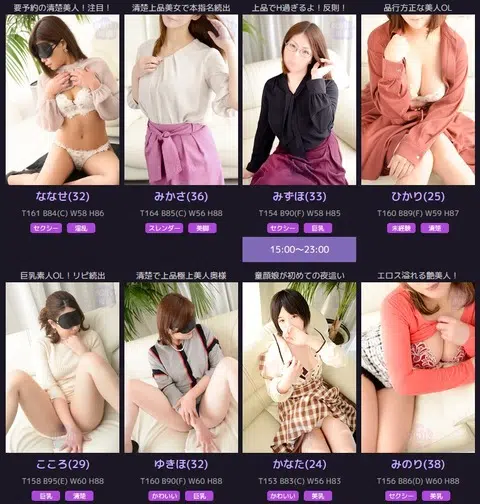 要予約の清楚美人！注目！
清楚上品美女で本指名続出
上品でH過ぎるよ！反則！
品行方正な美人OL
ななせ(32)
みかさ(36)
みずほ(33)
ひかり(25)
T161 B84(C) W58 H86
T164 B85(C) W56 H88
T154 B90(F) W58 H85
T160 B89(F) W59 H87
セクシー 淫乱
スレンダー 美脚
セクシー 巨乳
未経験 清楚
15:00〜23:00
巨乳素人OL！リピ続出
清楚で上品極上美人奥様
童顔娘が初めての夜這い
エロス溢れる艶美人！
こころ(29)
ゆきほ(32)
かなた(24)
みのり(38)
T158 B95(E) W60 H88
T160 B90(F) W60 H88
T153 B83(C) W56 H83
T156 B86(D) W60 H88
巨乳 清楚
かわいい 巨乳
かわいい 美乳
セクシー 美乳